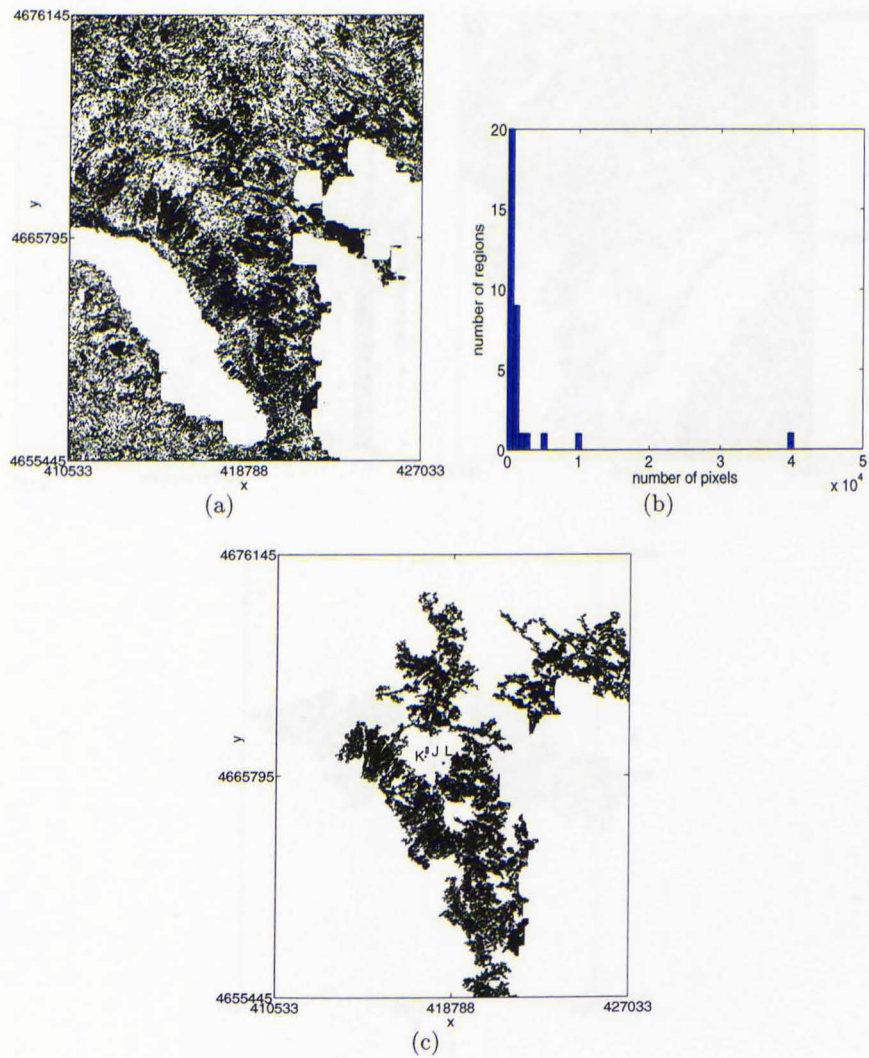 4676145
y
4665795
4655445
410533
418788
427033
x
(a)
20
15
10
5
0
number of regions
0
1
2
3
4
5
number of pixels
x 10^4
(b)
4676145
y
K
J
L
4665795
4655445
410533
418788
427033
x
(c)